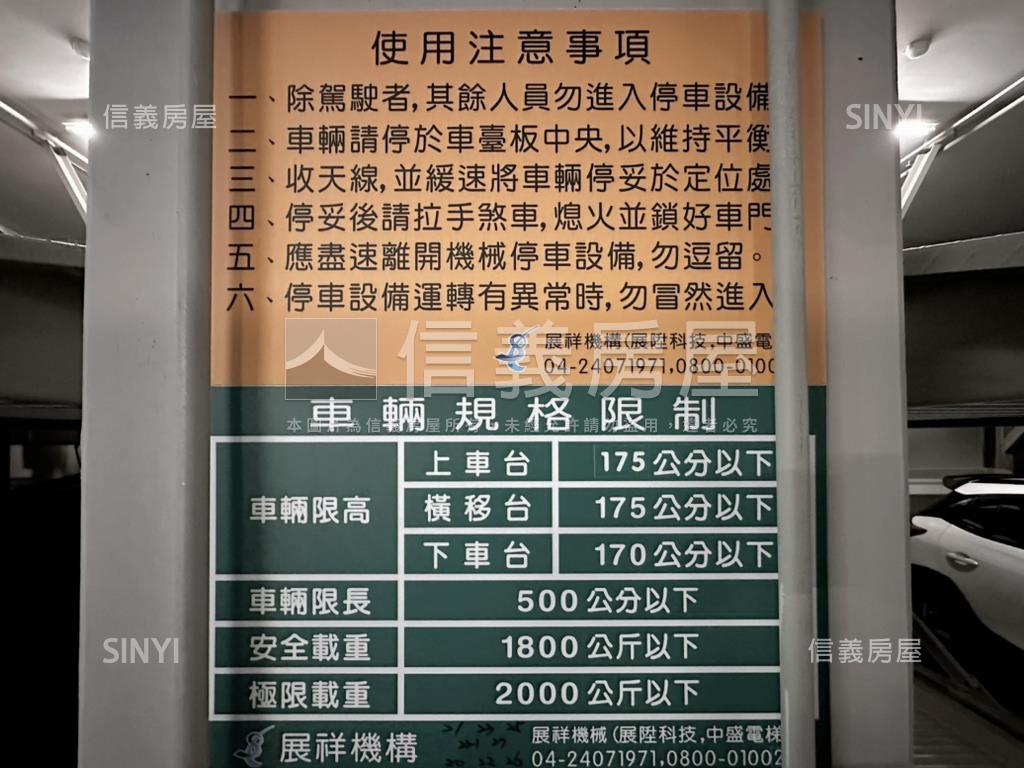 使用注意事項
一、除駕駛者,其餘人員勿進入停車設備
二、車輛請停於車臺板中央,以維持平衡
三、收天線,並緩速將車輛停妥於定位處
四、停妥後請拉手煞車,熄火並鎖好車門
五、應盡速離開機械停車設備,勿逗留。
六、停車設備運轉有異常時,勿冒然進入
展祥機構(展陞科技,中盛電
04-24071971,0800-0100
車輛規格限制
車輛限高 上車台 175公分以下
橫移台 175公分以下
下車台 170公分以下
車輛限長 500公分以下
安全載重 1800公斤以下
極限載重 2000公斤以下
展祥機構
展祥機械(展陞科技,中盛電梯
04-24071971,0800-01002
信義房屋
SINYI
信義房屋
SINYI
信義房屋